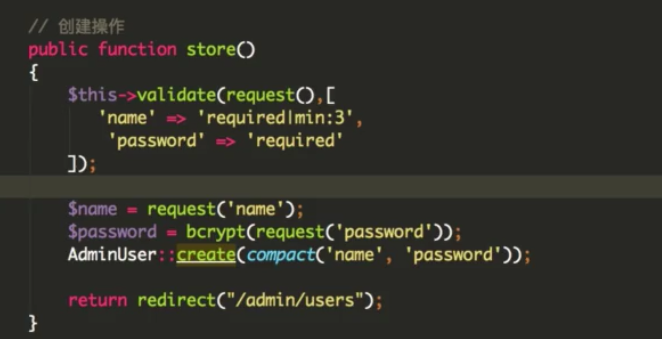 // 创建操作
public function store()
{
$this->validate(request(),[
'name' => 'required|min:3',
'password' => 'required'
]);
$name = request('name');
$password = bcrypt(request('password'));
AdminUser::create(compact('name', 'password'));
return redirect("/admin/users");
}